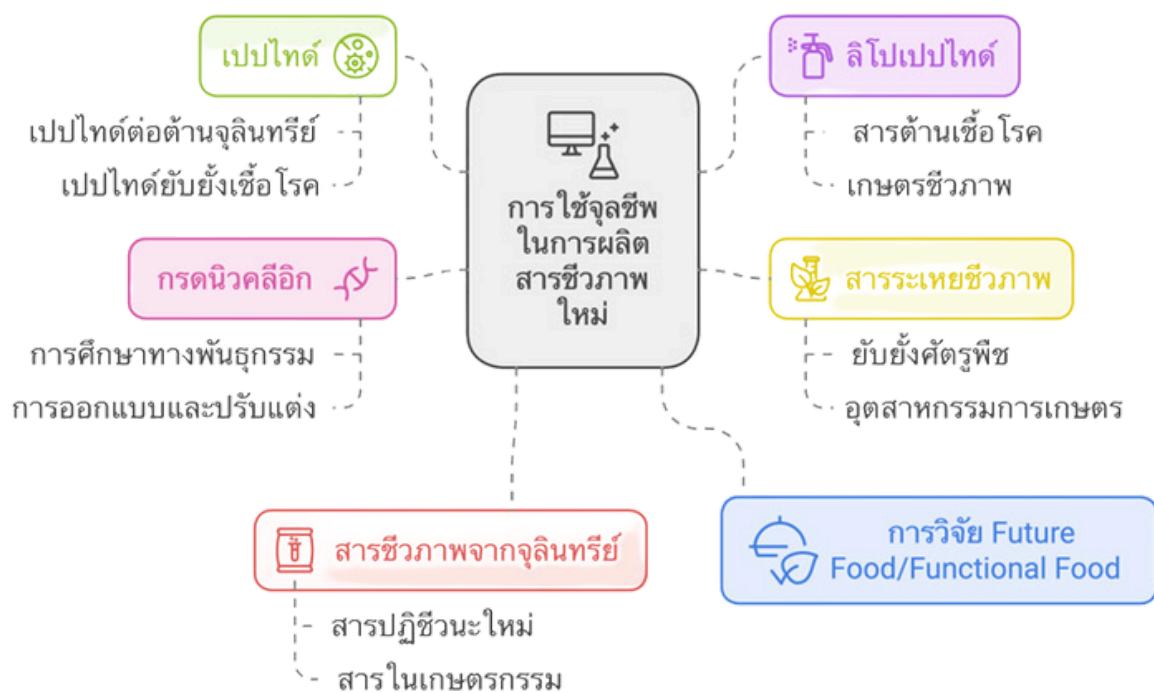 เปปไทด์
เปปไทด์ต่อต้านจุลินทรีย์
เปปไทด์ยับยั้งเชื้อโรค
กรดนิวคลีอิก
การศึกษาทางพันธุกรรม
การออกแบบและปรับแต่ง
การใช้จุลชีพ
ในการผลิต
สารชีวภาพ
ใหม่
ลิโปเปปไทด์
สารต้านเชื้อโรค
เกษตรชีวภาพ
สารระเหยชีวภาพ
ยับยั้งศัตรูพืช
อุตสาหกรรมการเกษตร
สารชีวภาพจากจุลินทรีย์
สารปฏิชีวนะใหม่
สารในเกษตรกรรม
การวิจัย Future
Food/Functional Food